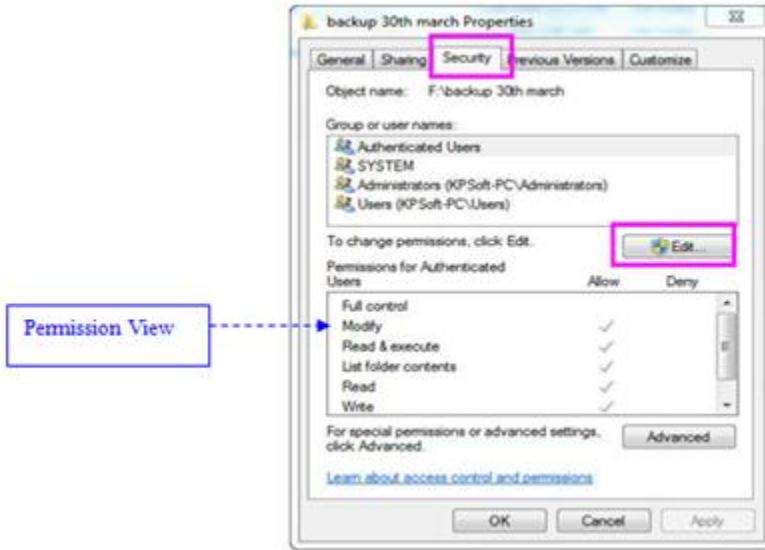 backup 30th march Properties
General Sharing Security Previous Versions Customize
Object name: F:\backup 30th march
Group or user names:
Authenticated Users
SYSTEM
Administrators (KPSoft-PC\Administrators)
Users (KPSoft-PC\Users)
To change permissions, click Edit.
Edit...
Permissions for Authenticated
Users Allow Deny
Full control
Permission View
Modify
Read & execute
List folder contents
Read
Write
For special permissions or advanced settings,
click Advanced.
Advanced
Learn about access control and permissions
OK Cancel Apply